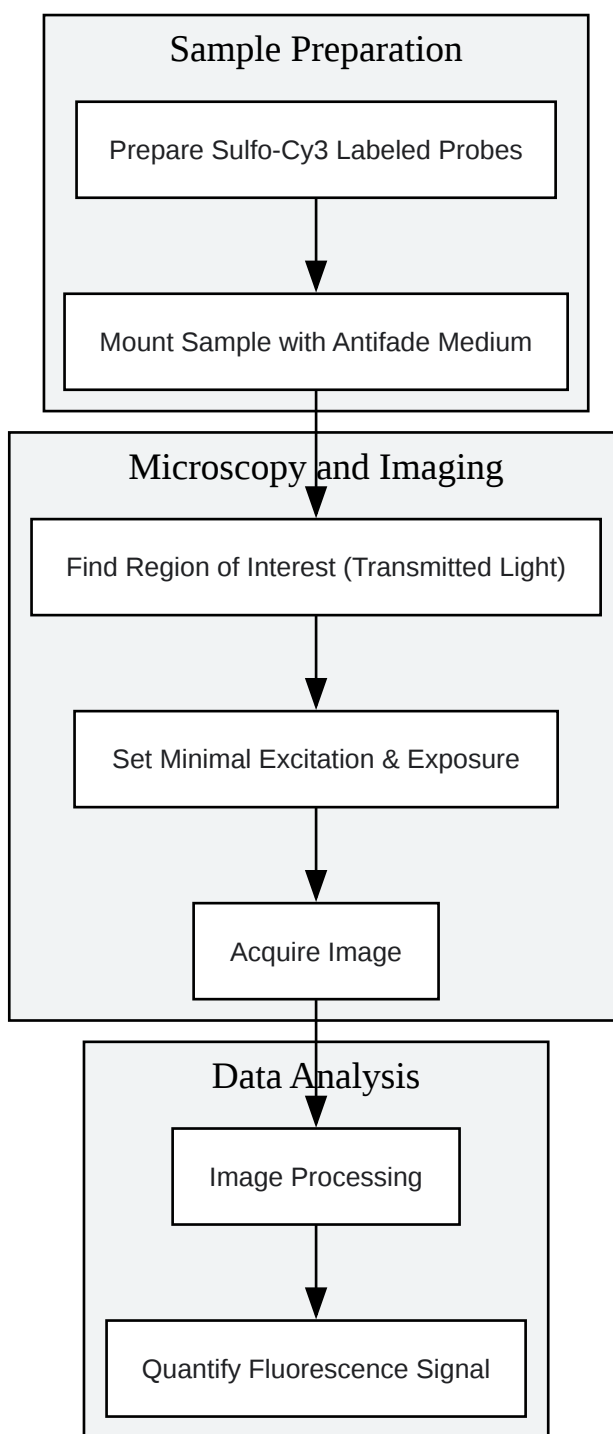 Sample Preparation
Prepare Sulfo-Cy3 Labeled Probes
Mount Sample with Antifade Medium
Microscopy and Imaging
Find Region of Interest (Transmitted Light)
Set Minimal Excitation & Exposure
Acquire Image
Data Analysis
Image Processing
Quantify Fluorescence Signal